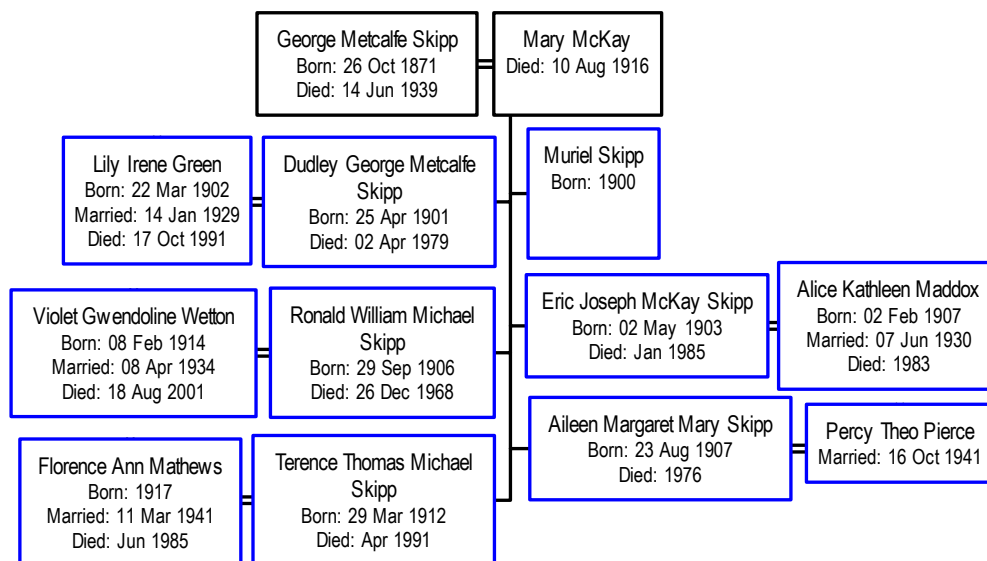 George Metcalfe Skipp
Born: 26 Oct 1871
Died: 14 Jun 1939
Mary McKay
Died: 10 Aug 1916
Lily Irene Green
Born: 22 Mar 1902
Married: 14 Jan 1929
Died: 17 Oct 1991
Dudley George Metcalfe
Skipp
Born: 25 Apr 1901
Died: 02 Apr 1979
Muriel Skipp
Born: 1900
Violet Gwendoline Wetton
Born: 08 Feb 1914
Married: 08 Apr 1934
Died: 18 Aug 2001
Ronald William Michael
Skipp
Born: 29 Sep 1906
Died: 26 Dec 1968
Eric Joseph McKay Skipp
Born: 02 May 1903
Died: Jan 1985
Alice Kathleen Maddox
Born: 02 Feb 1907
Married: 07 Jun 1930
Died: 1983
Florence Ann Mathews
Born: 1917
Married: 11 Mar 1941
Died: Jun 1985
Terence Thomas Michael
Skipp
Born: 29 Mar 1912
Died: Apr 1991
Aileen Margaret Mary Skipp
Born: 23 Aug 1907
Died: 1976
Percy Theo Pierce
Married: 16 Oct 1941